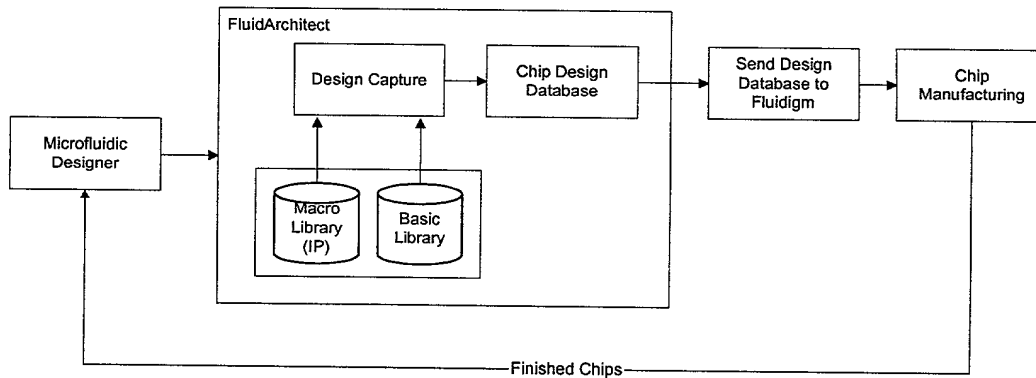 FluidArchitect
Design Capture
Chip Design
Database
Send Design
Database to
Fluidigm
Chip
Manufacturing
Microfluidic
Designer
Macro
Library
(IP)
Basic
Library
Finished Chips